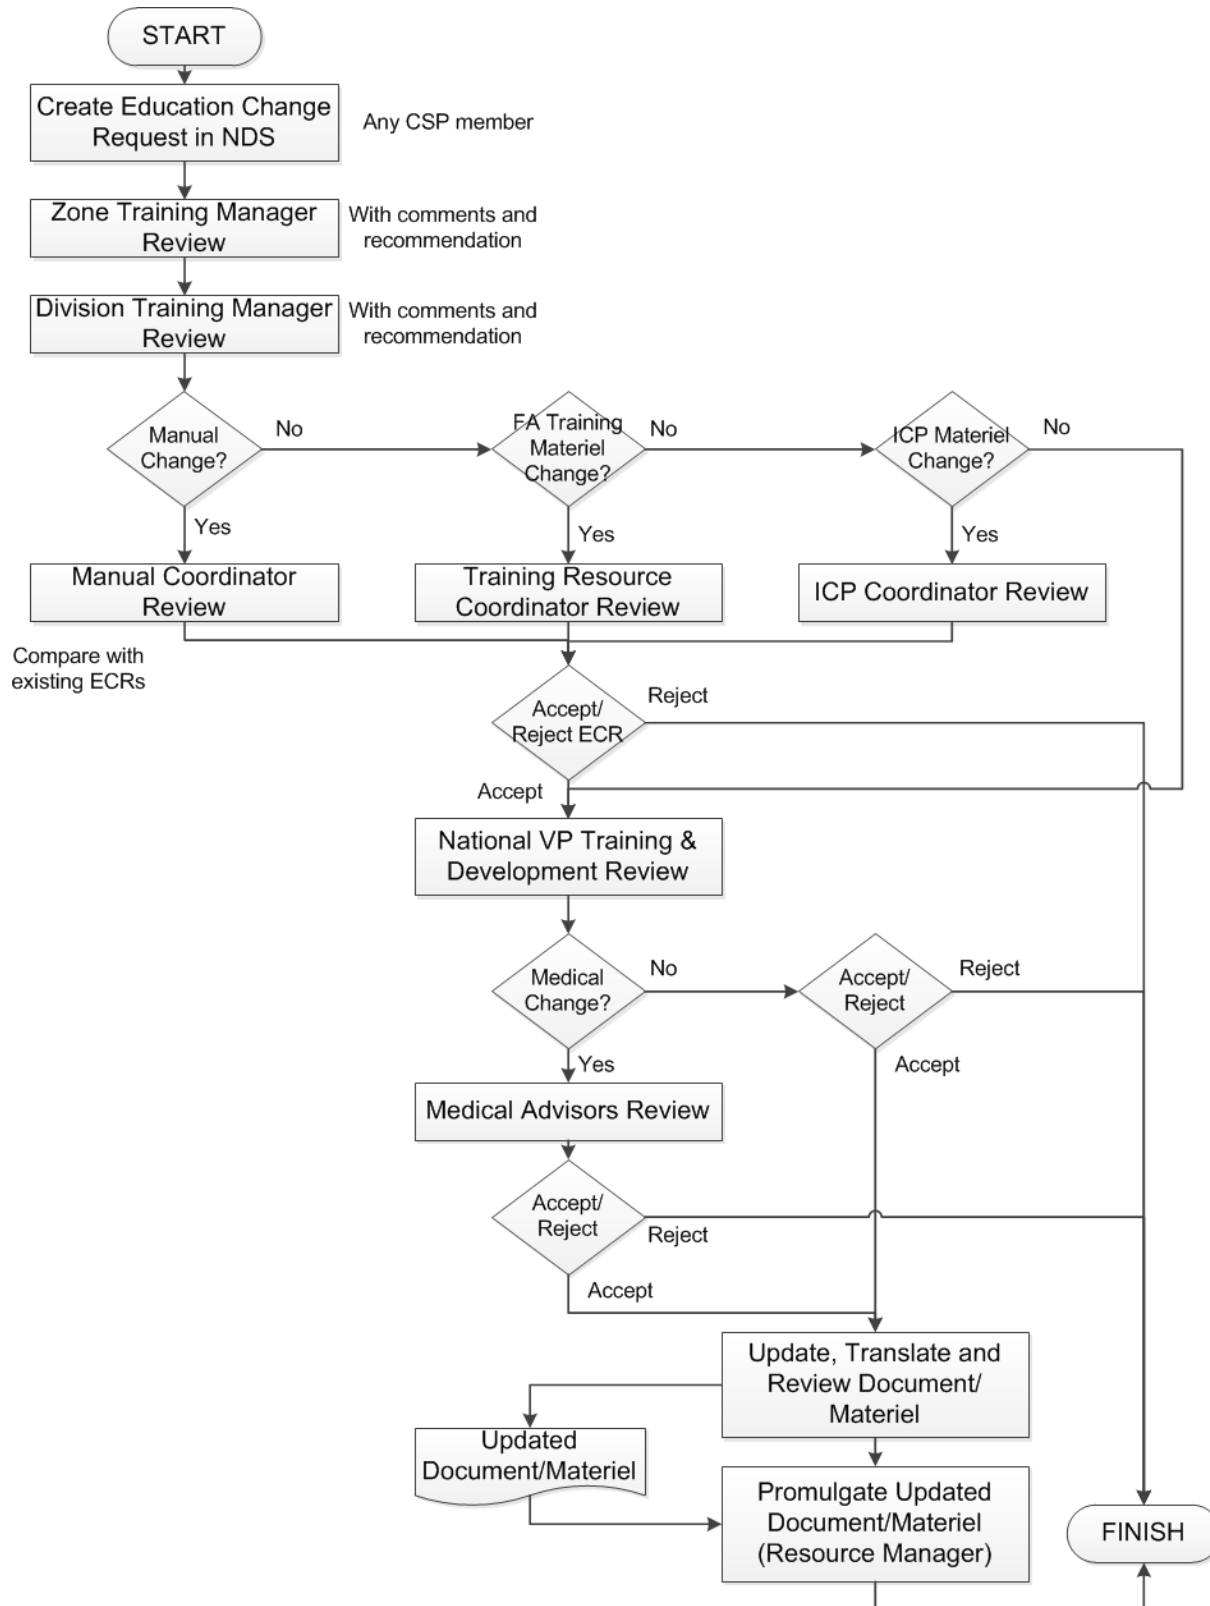 START
Create Education Change
Request in NDS
Any CSP member
Zone Training Manager
Review
With comments and
recommendation
Division Training Manager
Review
With comments and
recommendation
Manual
Change?
No
FA Training
Materiel
Change?
No
ICP Materiel
Change?
No
Yes
Yes
Yes
Manual Coordinator
Review
Training Resource
Coordinator Review
ICP Coordinator Review
Compare with
existing ECRs
Accept/
Reject ECR
Reject
Accept
National VP Training &
Development Review
Medical
Change?
No
Accept/
Reject
Reject
Yes
Accept
Medical Advisors Review
Accept/
Reject
Reject
Accept
Update, Translate and
Review Document/
Materiel
Updated
Document/Materiel
Promulgate Updated
Document/Materiel
(Resource Manager)
FINISH